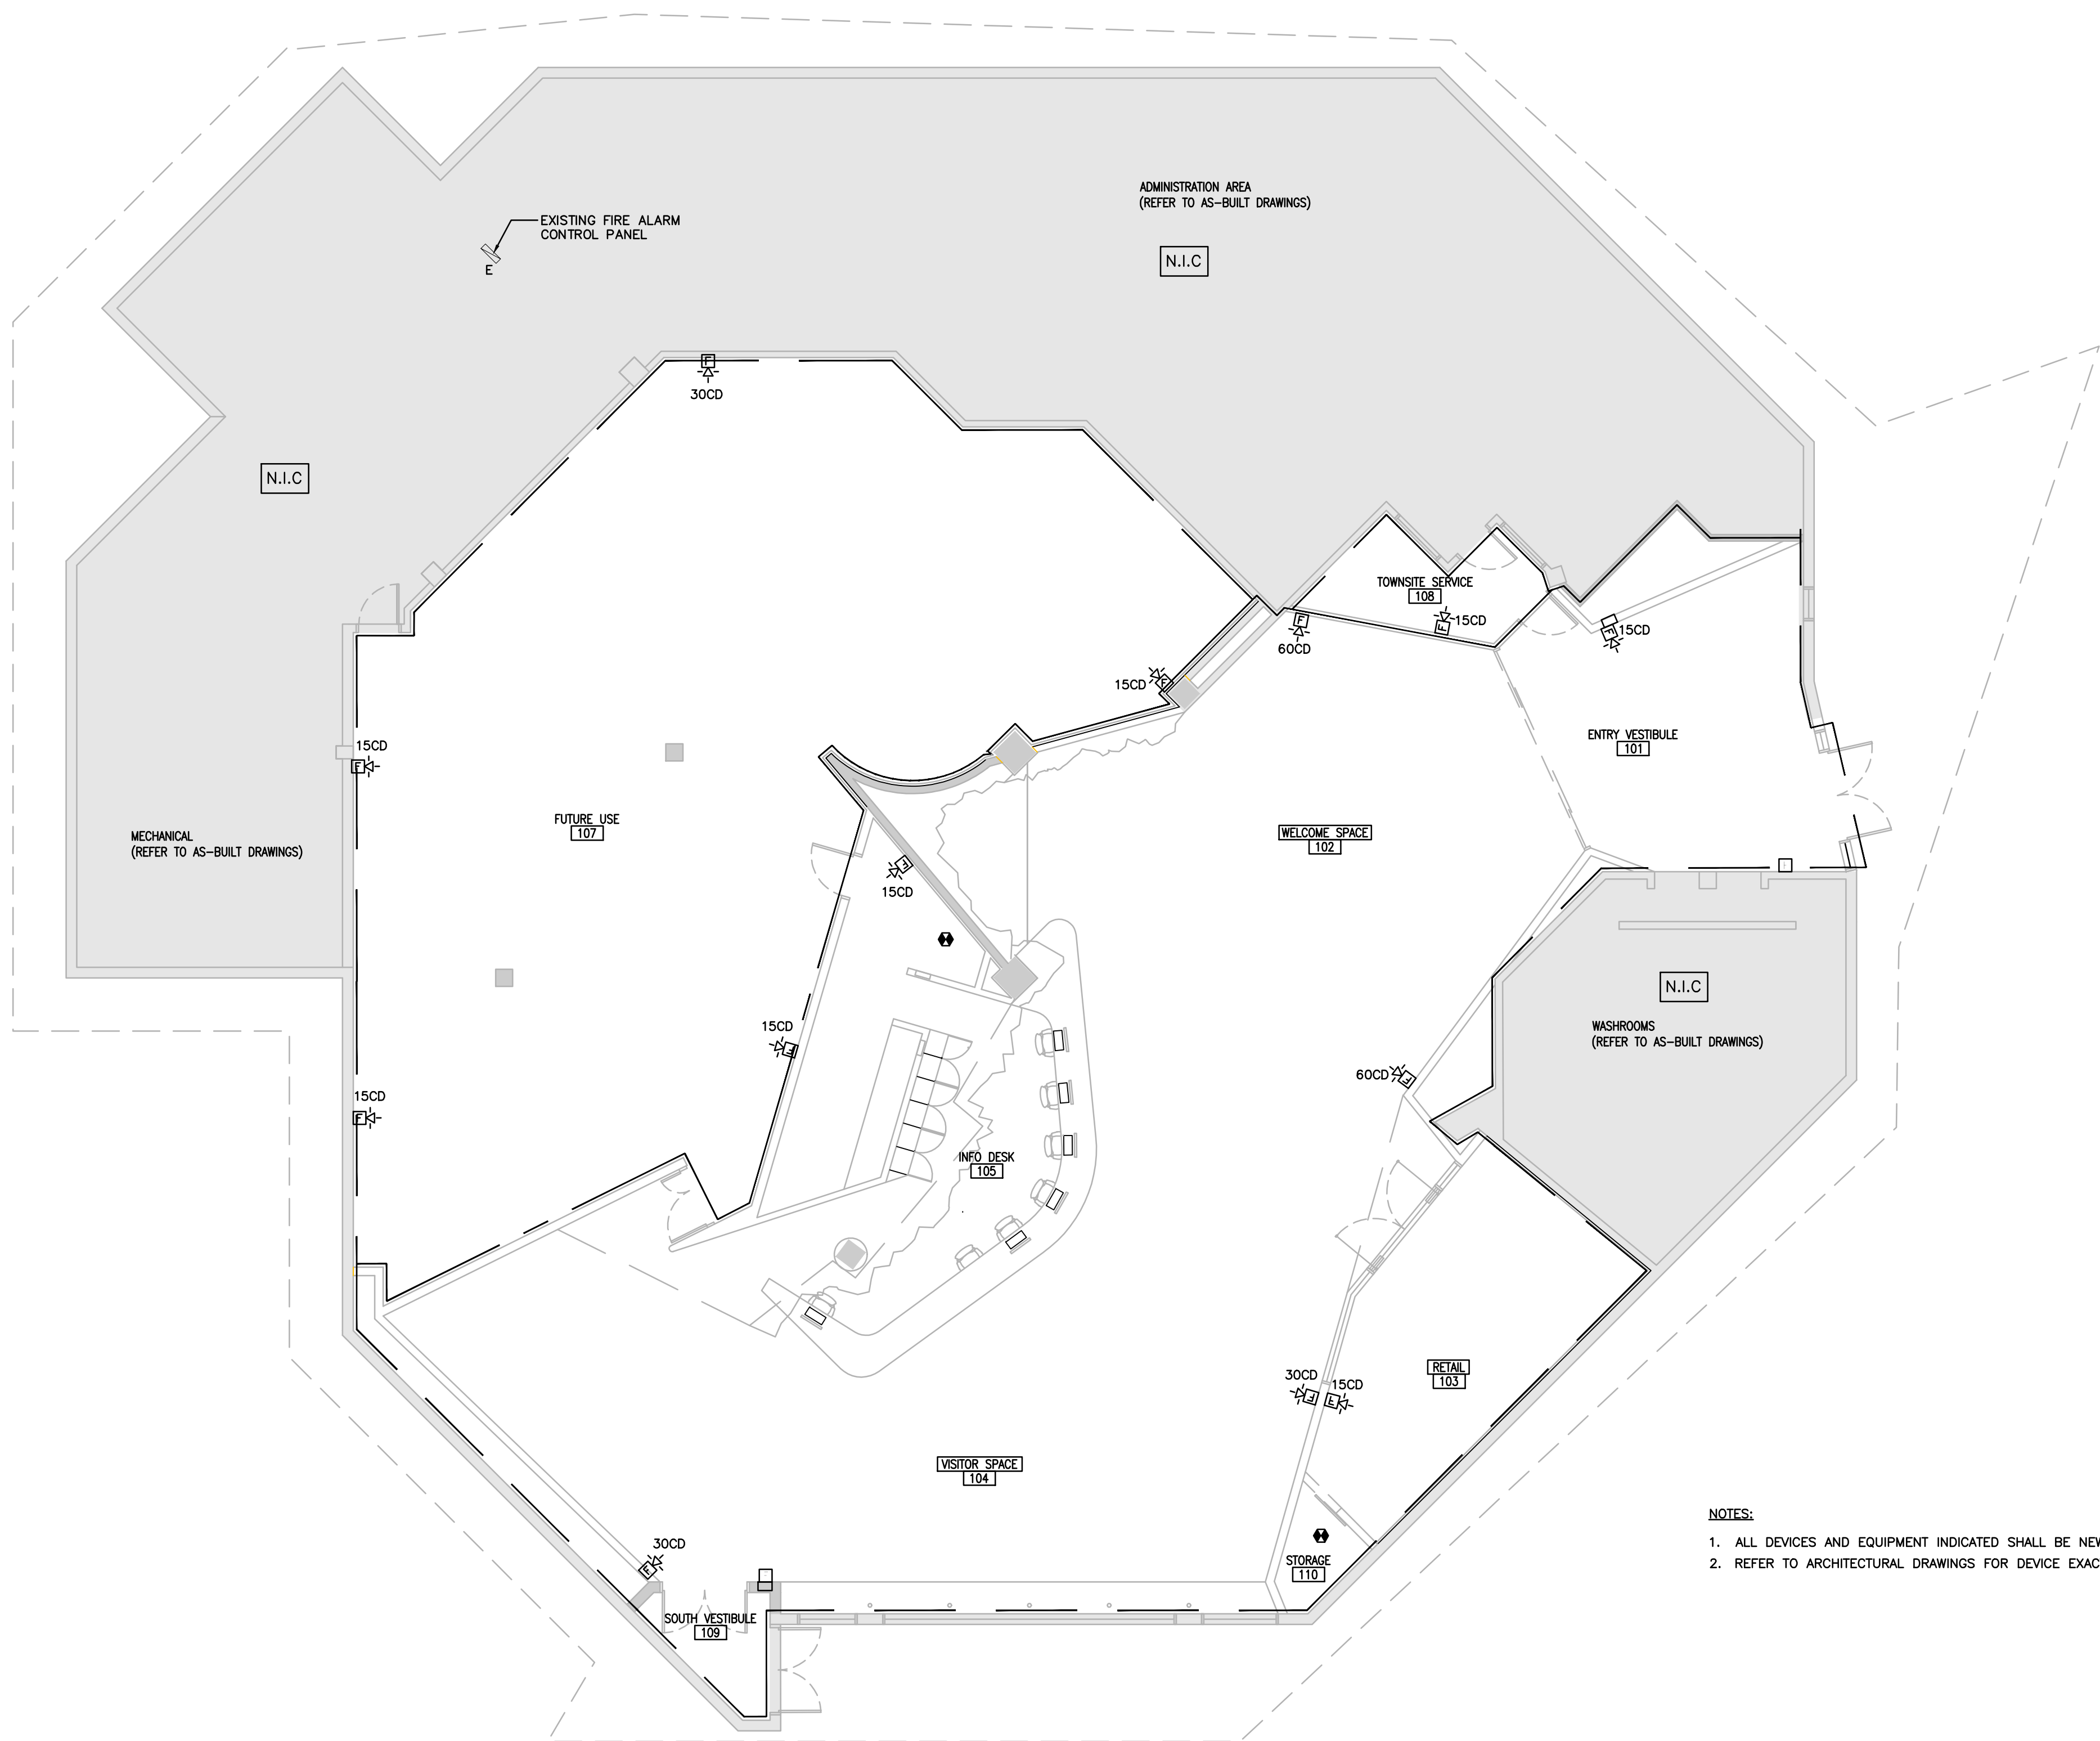 ADMINISTRATION AREA
(REFER TO AS-BUILT DRAWINGS)
EXISTING FIRE ALARM
CONTROL PANEL
E
N.I.C
F
30CD
N.I.C
TOWNSITE SERVICE
108
F
15CD
F
60CD
F
15CD
F
15CD
ENTRY VESTIBULE
101
15CD
F
FUTURE USE
107
WELCOME SPACE
102
MECHANICAL
(REFER TO AS-BUILT DRAWINGS)
F
15CD
N.I.C
WASHROOMS
(REFER TO AS-BUILT DRAWINGS)
15CD
F
60CD
F
15CD
F
INFO DESK
105
RETAIL
103
30CD
F
15CD
F
VISITOR SPACE
104
NOTES:
1. ALL DEVICES AND EQUIPMENT INDICATED SHALL BE
2. REFER TO ARCHITECTURAL DRAWINGS FOR DEVICE
30CD
F
STORAGE
110
SOUTH VESTIBULE
109